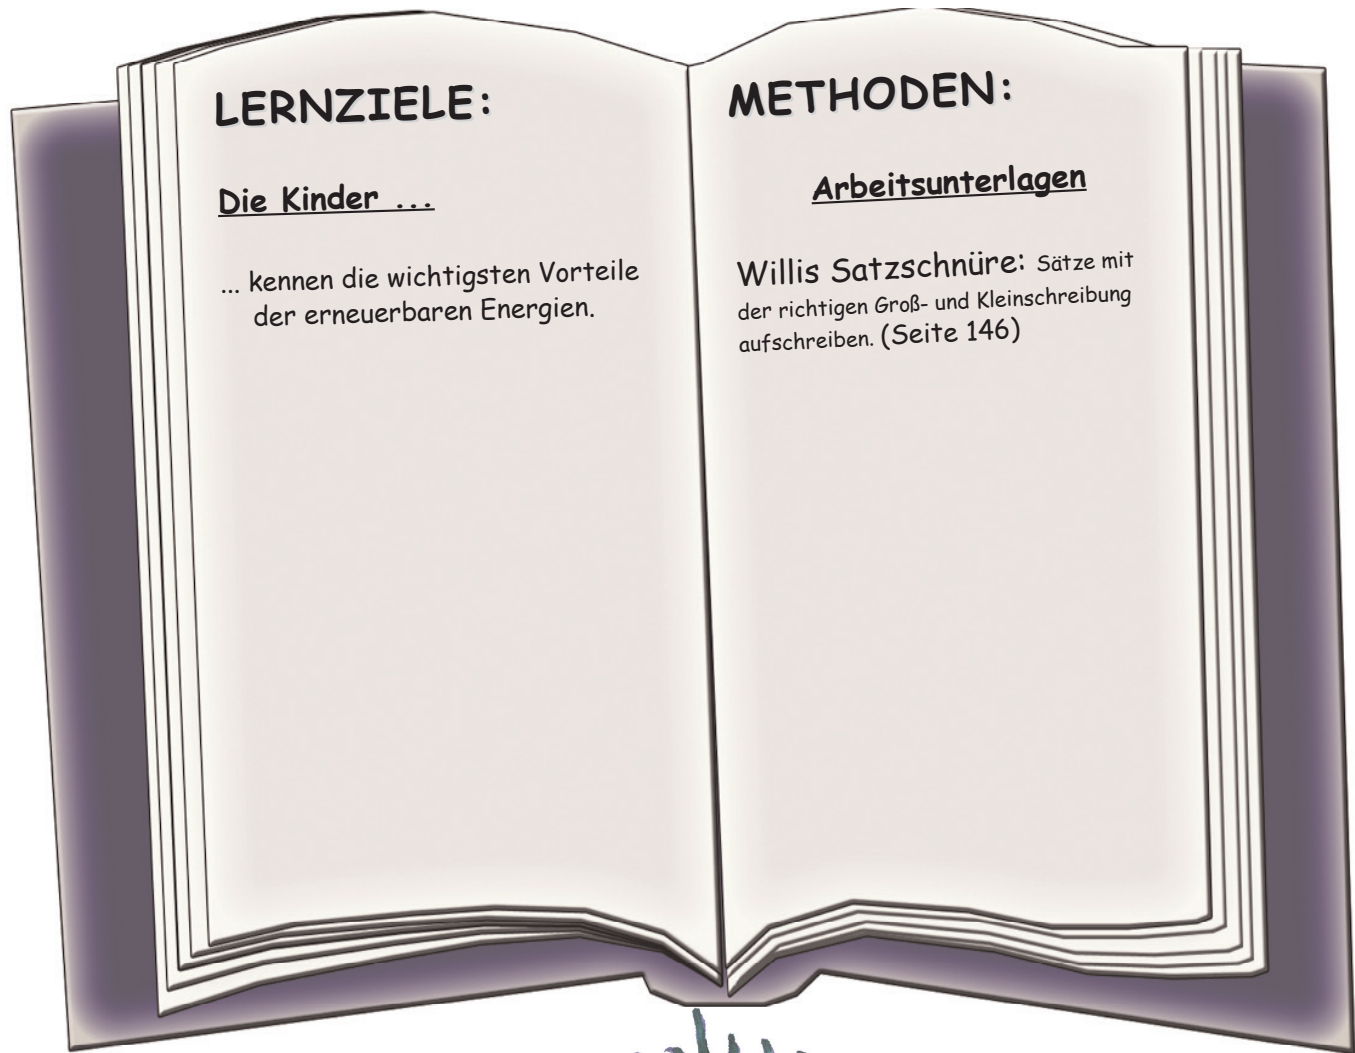 LERNZIELE:
Die Kinder ...
... kennen die wichtigsten Vorteile
der erneuerbaren Energien.
METHODEN:
Arbeitsunterlagen
Willis Satzschnüre: Sätze mit
der richtigen Groß- und Kleinschreibung
aufschreiben. (Seite 146)